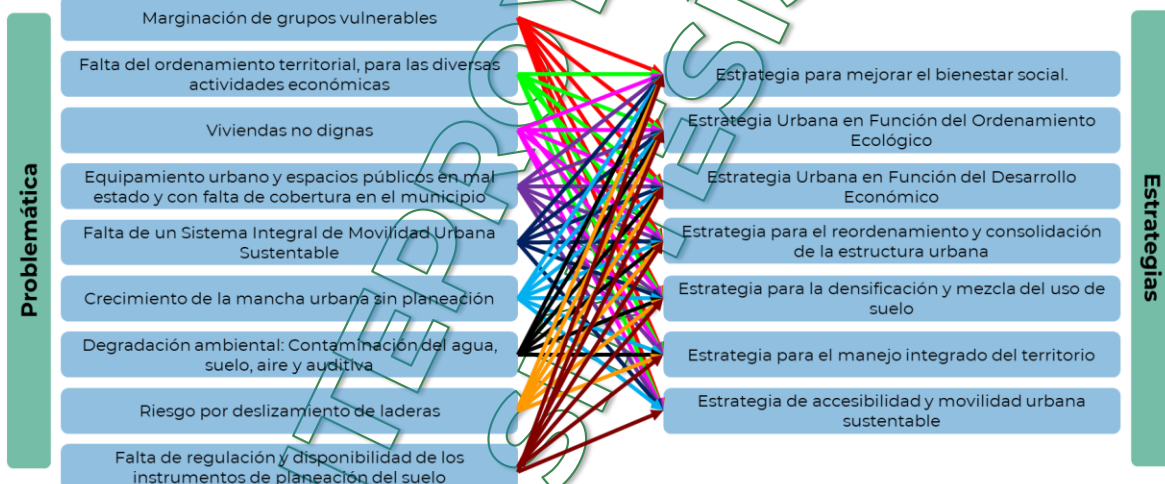 Problemática
Marginación de grupos vulnerables
Falta del ordenamiento territorial, para las diversas
actividades económicas
Viviendas no dignas
Equipamiento urbano y espacios públicos en mal
estado y con falta de cobertura en el municipio
Falta de un Sistema Integral de Movilidad Urbana
Sustentable
Crecimiento de la mancha urbana sin planeación
Degradación ambiental: Contaminación del agua,
suelo, aire y auditiva
Riesgo por deslizamiento de laderas
Falta de regulación y disponibilidad de los
instrumentos de planeación del suelo
Estrategia para mejorar el bienestar social.
Estrategia Urbana en Función del Ordenamiento
Ecológico
Estrategia Urbana en Función del Desarrollo
Económico
Estrategia para el reordenamiento y consolidación
de la estructura urbana
Estrategia para la densificación y mezcla del uso de
suelo
Estrategia para el manejo integrado del territorio
Estrategia de accesibilidad y movilidad urbana
sustentable
Estrategias